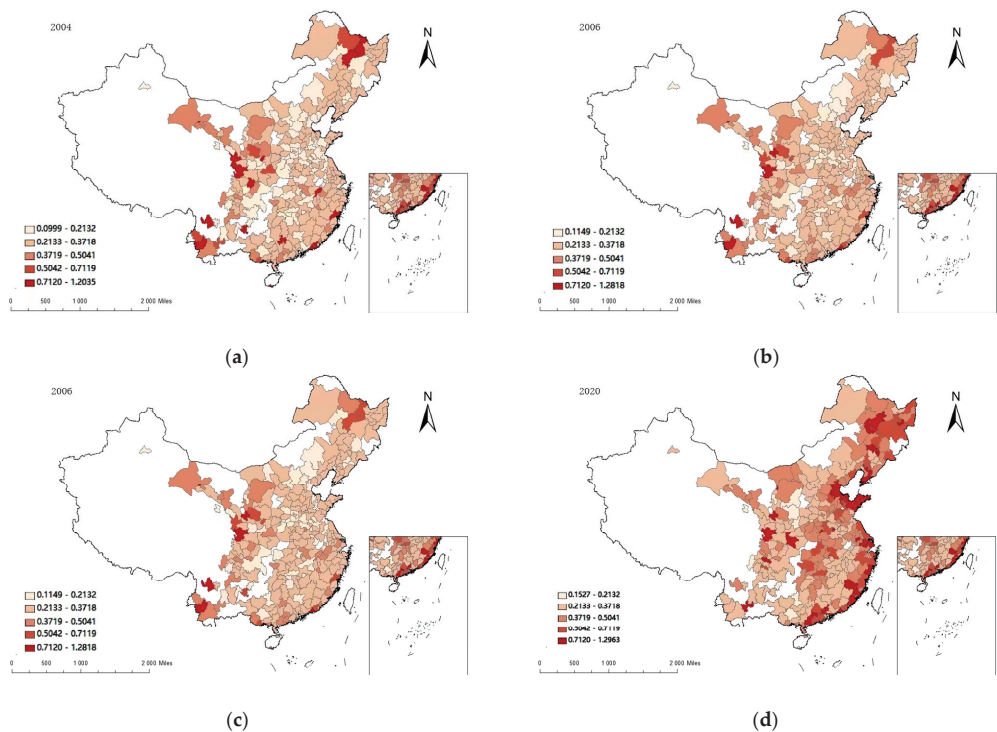 2004
N
0.0999 - 0.2132
0.2133 - 0.3718
0.3719 - 0.5041
0.5042 - 0.7119
0.7120 - 1.2035
0 500 1 000 2 000 Miles
(a)
2006
N
0.1149 - 0.2132
0.2133 - 0.3718
0.3719 - 0.5041
0.5042 - 0.7119
0.7120 - 1.2818
0 500 1 000 2 000 Miles
(b)
2006
N
0.1149 - 0.2132
0.2133 - 0.3718
0.3719 - 0.5041
0.5042 - 0.7119
0.7120 - 1.2818
0 500 1 000 2 000 Miles
(c)
2020
N
0.1527 - 0.2132
0.2133 - 0.3718
0.3719 - 0.5041
0.5042 - 0.7119
0.7120 - 1.2963
0 500 1 000 2 000 Miles
(d)